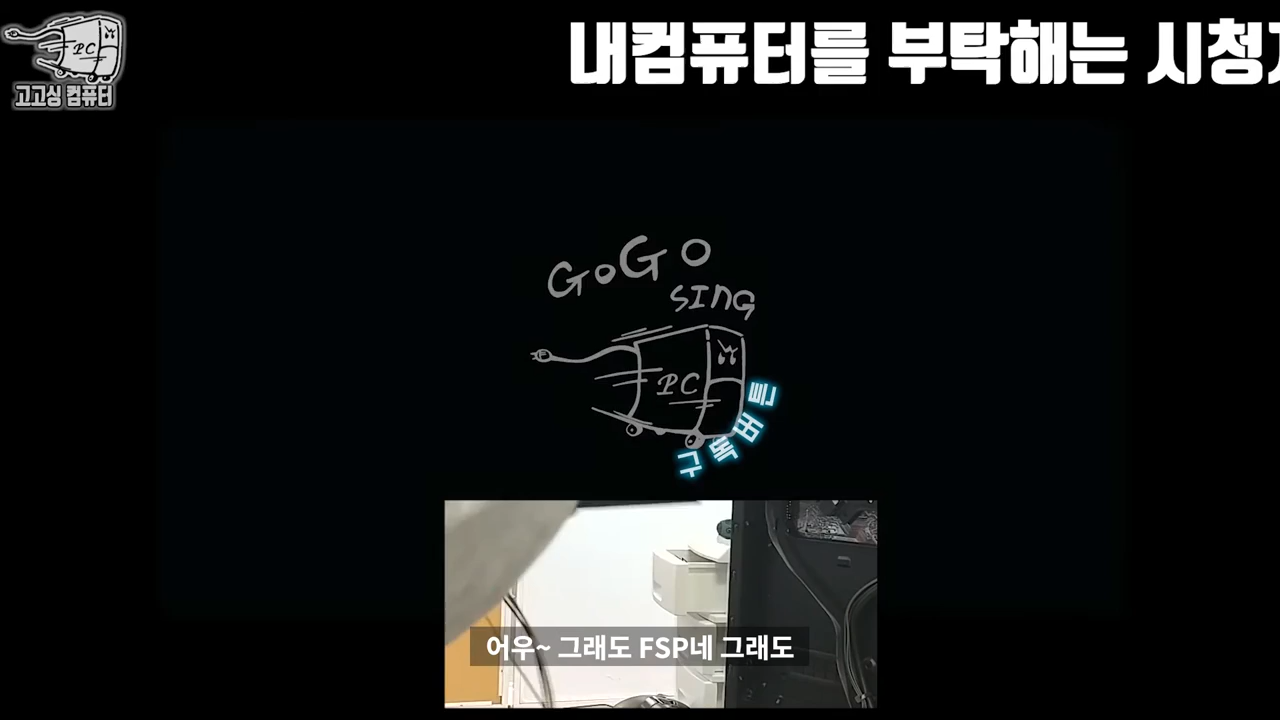 PC
고고싱 컴퓨터
내컴퓨터를 부탁해는 시청
GoGo
SING
PC
구독버튼
어우~ 그래도 FSP네 그래도